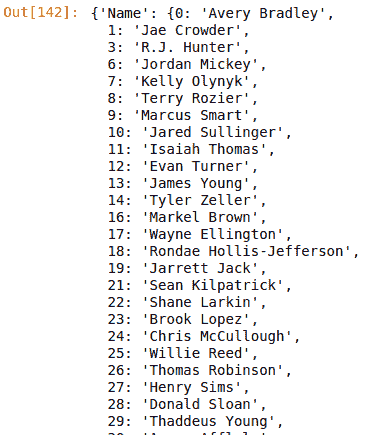 Out[142]: {'Name': {0: 'Avery Bradley',
1: 'Jae Crowder',
3: 'R.J. Hunter',
6: 'Jordan Mickey',
7: 'Kelly Olynyk',
8: 'Terry Rozier',
9: 'Marcus Smart',
10: 'Jared Sullinger',
11: 'Isaiah Thomas',
12: 'Evan Turner',
13: 'James Young',
14: 'Tyler Zeller',
16: 'Markel Brown',
17: 'Wayne Ellington',
18: 'Rondae Hollis-Jefferson',
19: 'Jarrett Jack',
21: 'Sean Kilpatrick',
22: 'Shane Larkin',
23: 'Brook Lopez',
24: 'Chris McCullough',
25: 'Willie Reed',
26: 'Thomas Robinson',
27: 'Henry Sims',
28: 'Donald Sloan',
29: 'Thaddeus Young',